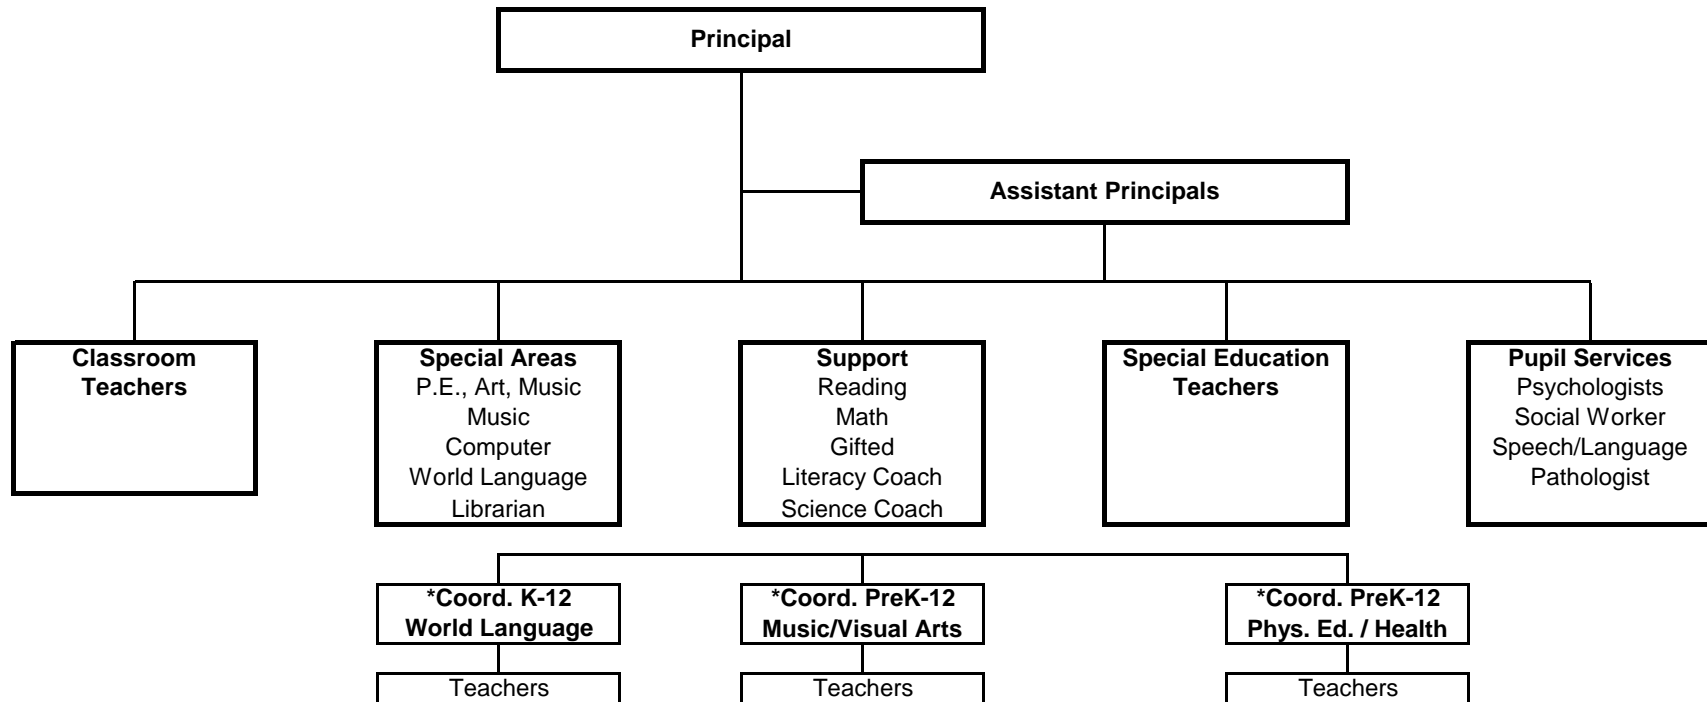 Principal
Assistant Principals
Classroom
Teachers
Special Areas
P.E., Art, Music
Music
Computer
World Language
Librarian
Support
Reading
Math
Gifted
Literacy Coach
Science Coach
Special Education
Teachers
Pupil Services
Psychologists
Social Worker
Speech/Language
Pathologist
*Coord. K-12
World Language
*Coord. PreK-12
Music/Visual Arts
*Coord. PreK-12
Phys. Ed. / Health
Teachers
Teachers
Teachers